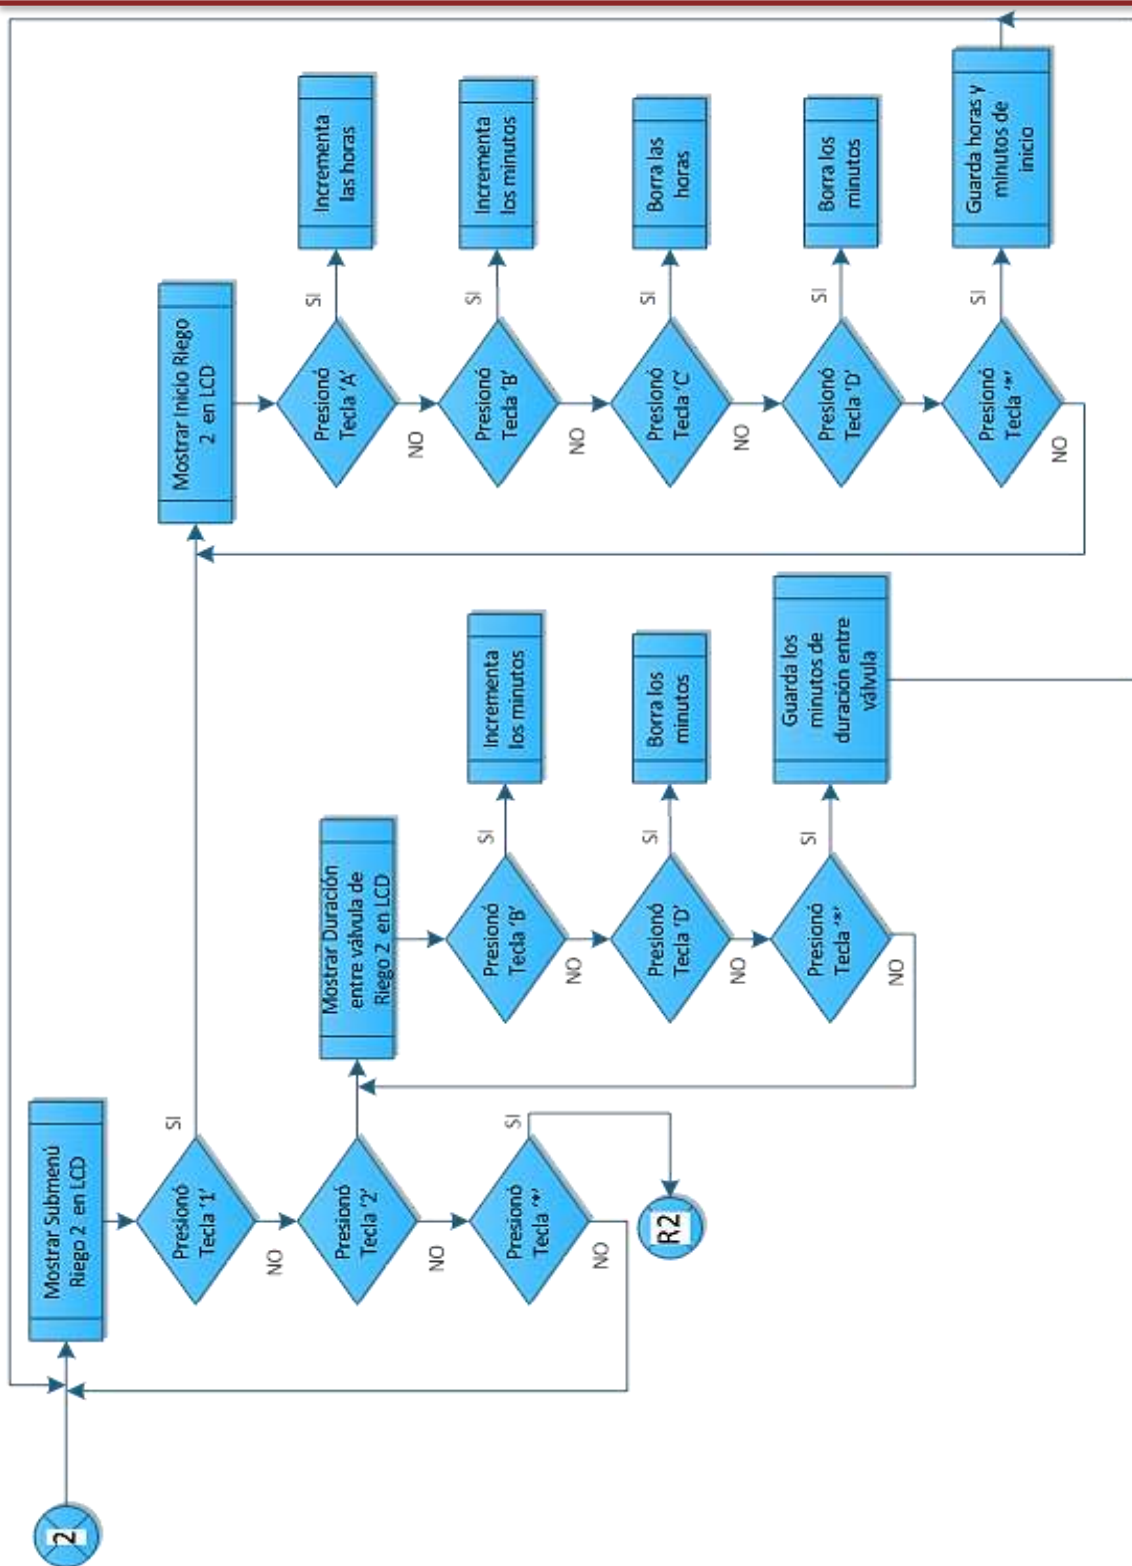 2
Mostrar Submenú
Riego 2 en LCD
Presionó
Tecla '1'
SI
NO
Presionó
Tecla '2'
NO
Presionó
Tecla '*'
SI
NO
R2
Mostrar Duración
entre válvula de
Riego 2 en LCD
Presionó
Tecla 'B'
SI
NO
Incrementa
los minutos
Presionó
Tecla 'D'
SI
NO
Borra los
minutos
Presionó
Tecla '*'
SI
NO
Guarda los
minutos de
duración entre
válvula
Mostrar Inicio Riego
2 en LCD
Presionó
Tecla 'A'
SI
NO
Incrementa
las horas
Presionó
Tecla 'B'
SI
NO
Incrementa
los minutos
Presionó
Tecla 'C'
SI
NO
Borra las
horas
Presionó
Tecla 'D'
SI
Borra los
minutos
Presionó
Tecla '*'
SI
NO
Guarda horas y
minutos de
inicio